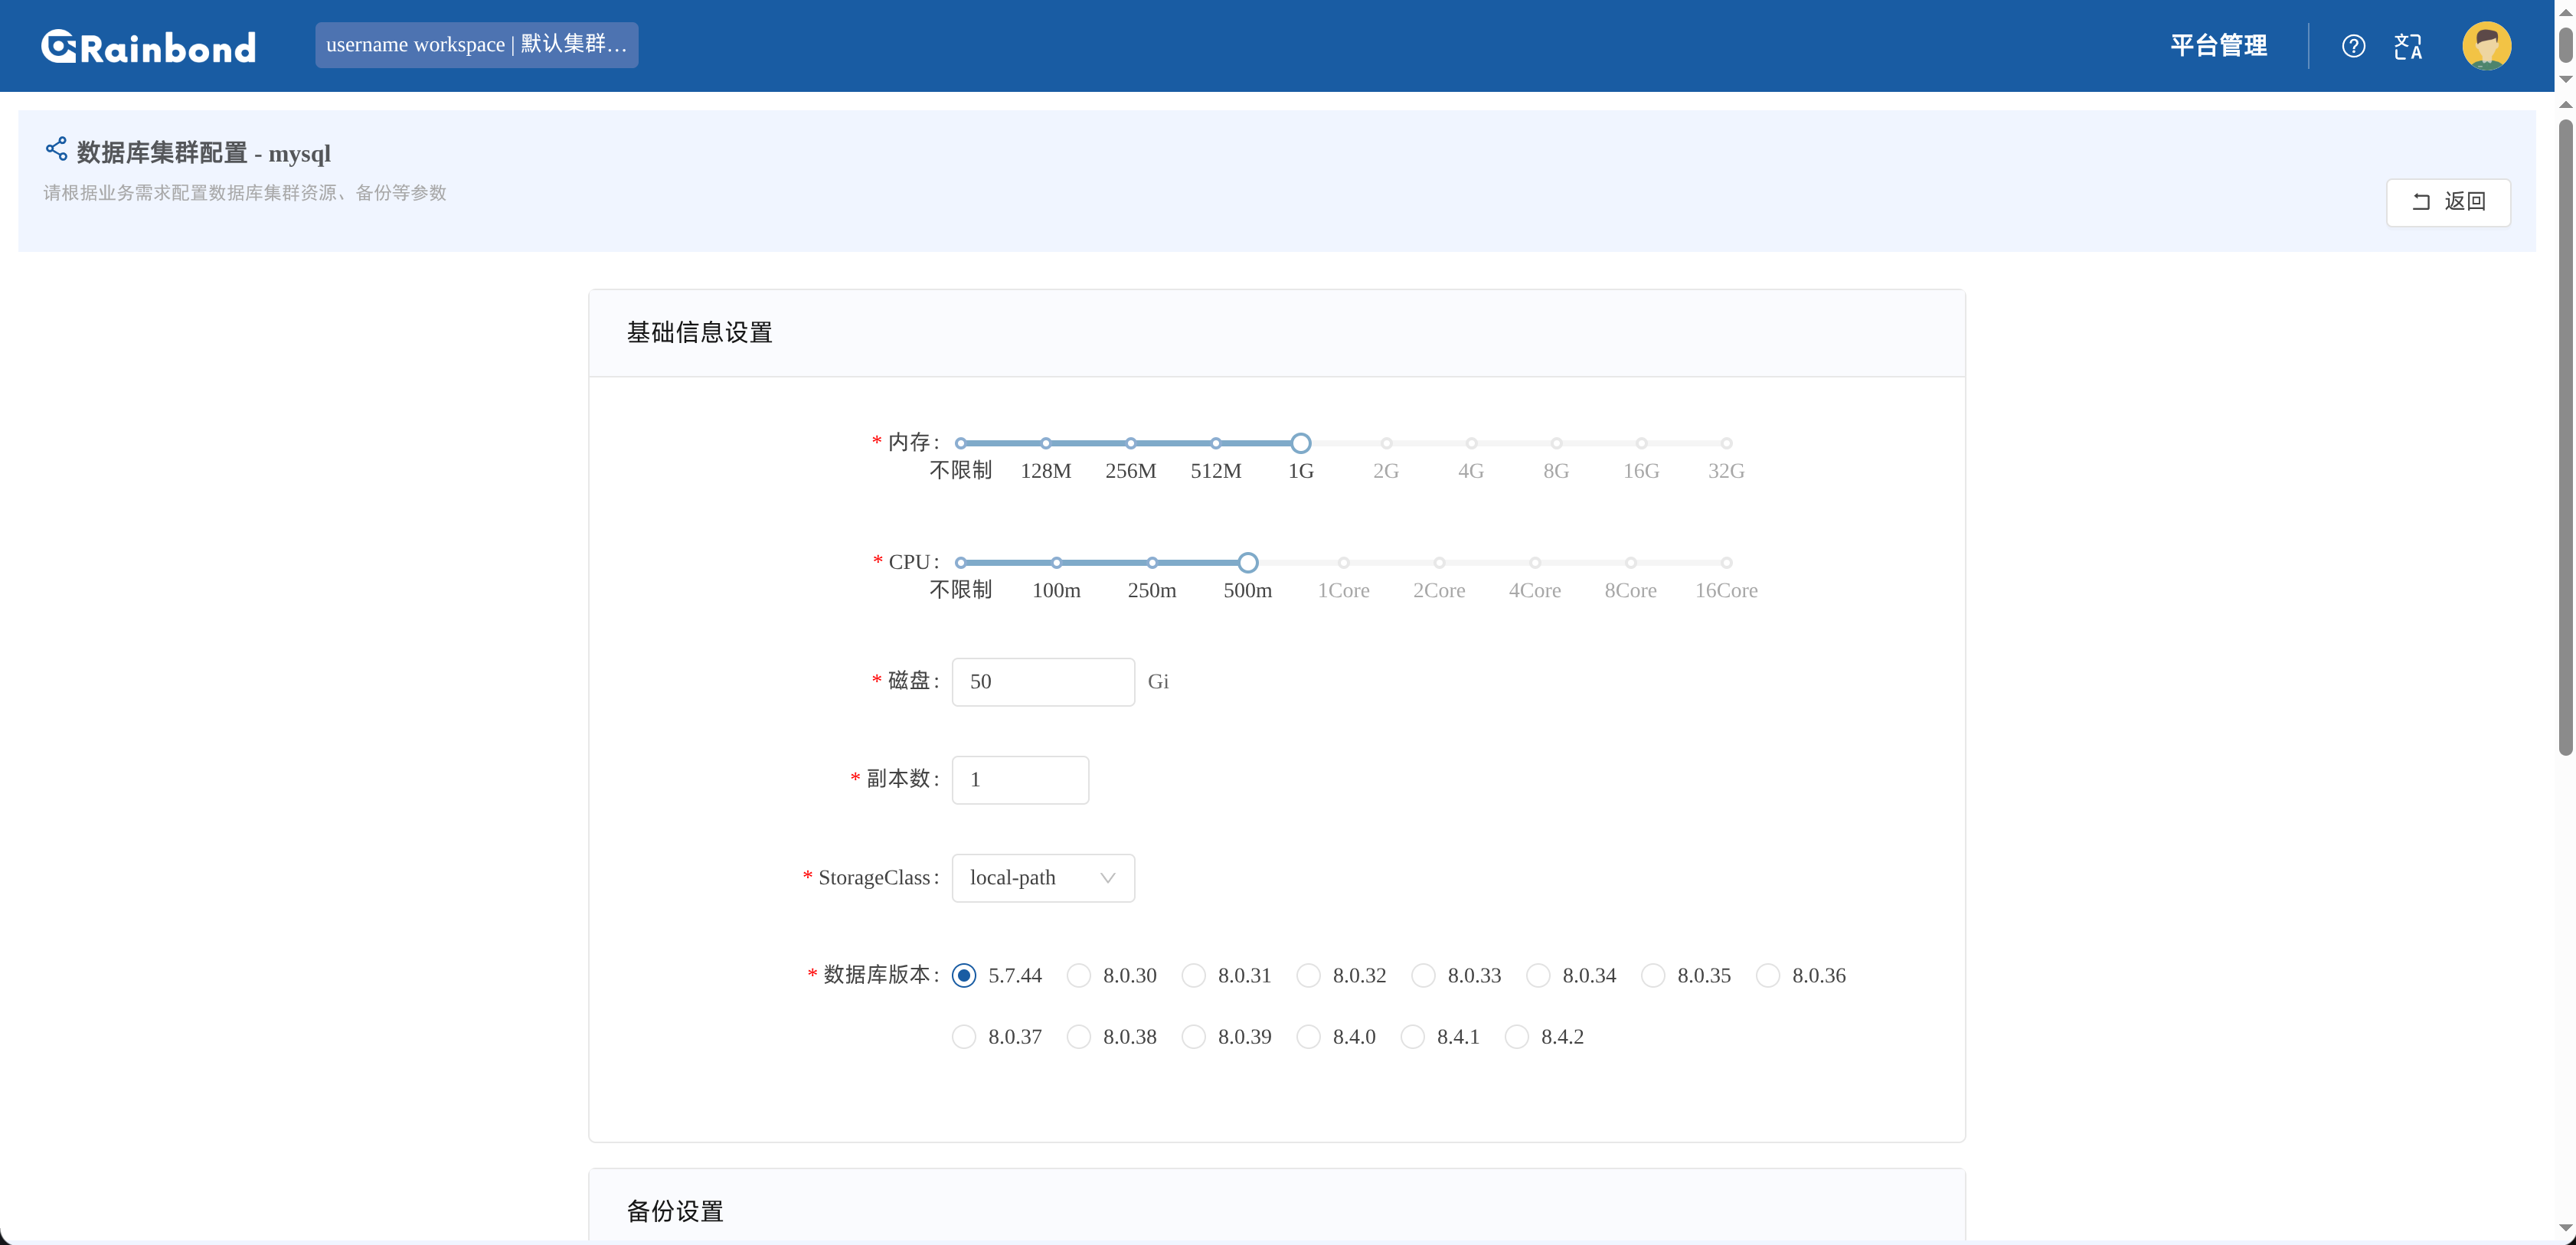 Rainbond
username workspace | 默认集群...
平台管理
数据库集群配置 - mysql
请根据业务需求配置数据库集群资源、备份等参数
返回
基础信息设置
* 内存:
不限制 128M 256M 512M 1G 2G 4G 8G 16G 32G
* CPU:
不限制 100m 250m 500m 1Core 2Core 4Core 8Core 16Core
* 磁盘: 50 Gi
* 副本数: 1
* StorageClass: local-path
* 数据库版本: 5.7.44 8.0.30 8.0.31 8.0.32 8.0.33 8.0.34 8.0.35 8.0.36
8.0.37 8.0.38 8.0.39 8.4.0 8.4.1 8.4.2
备份设置